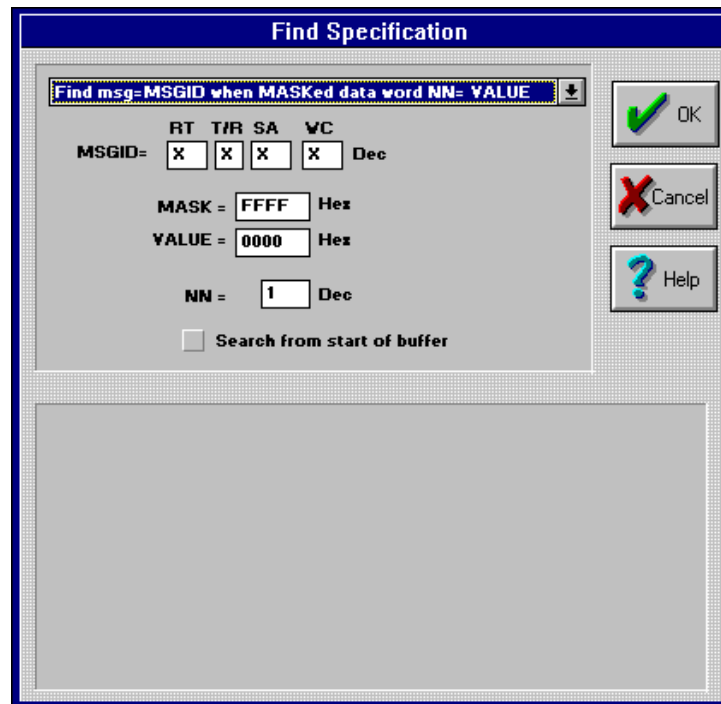 Find Specification
Find msg=MSGID when MASKed data word NN= VALUE
OK
RT T/R SA WC
MSGID= X X X X Dec
Cancel
MASK = FFFF Hex
VALUE = 0000 Hex
Help
NN = 1 Dec
Search from start of buffer